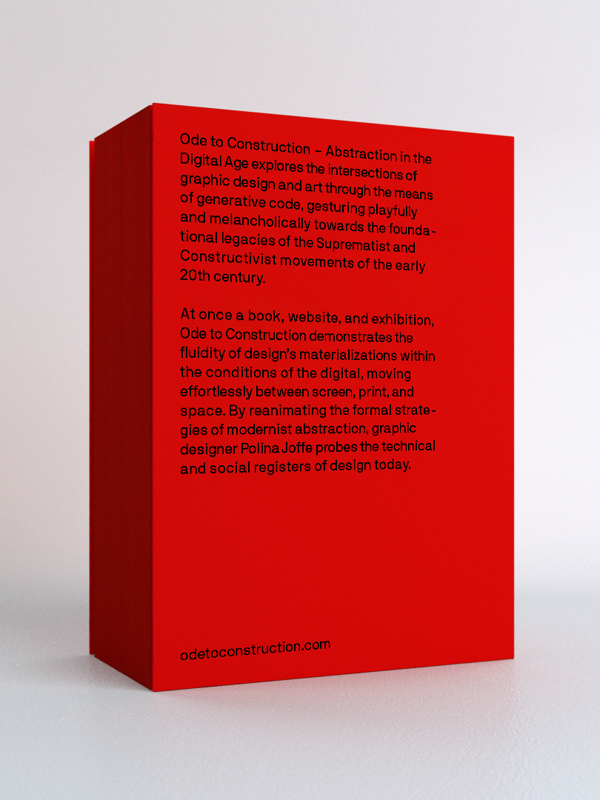 Ode to Construction – Abstraction in the
Digital Age explores the intersections of
graphic design and art through the means
of generative code, gesturing playfully
and melancholically towards the founda-
tional legacies of the Suprematist and
Constructivist movements of the early
20th century.
At once a book, website, and exhibition,
Ode to Construction demonstrates the
fluidity of design's materializations within
the conditions of the digital, moving
effortlessly between screen, print, and
space. By reanimating the formal strate-
gies of modernist abstraction, graphic
designer Polina Joffe probes the technical
and social registers of design today.
odetoconstruction.com